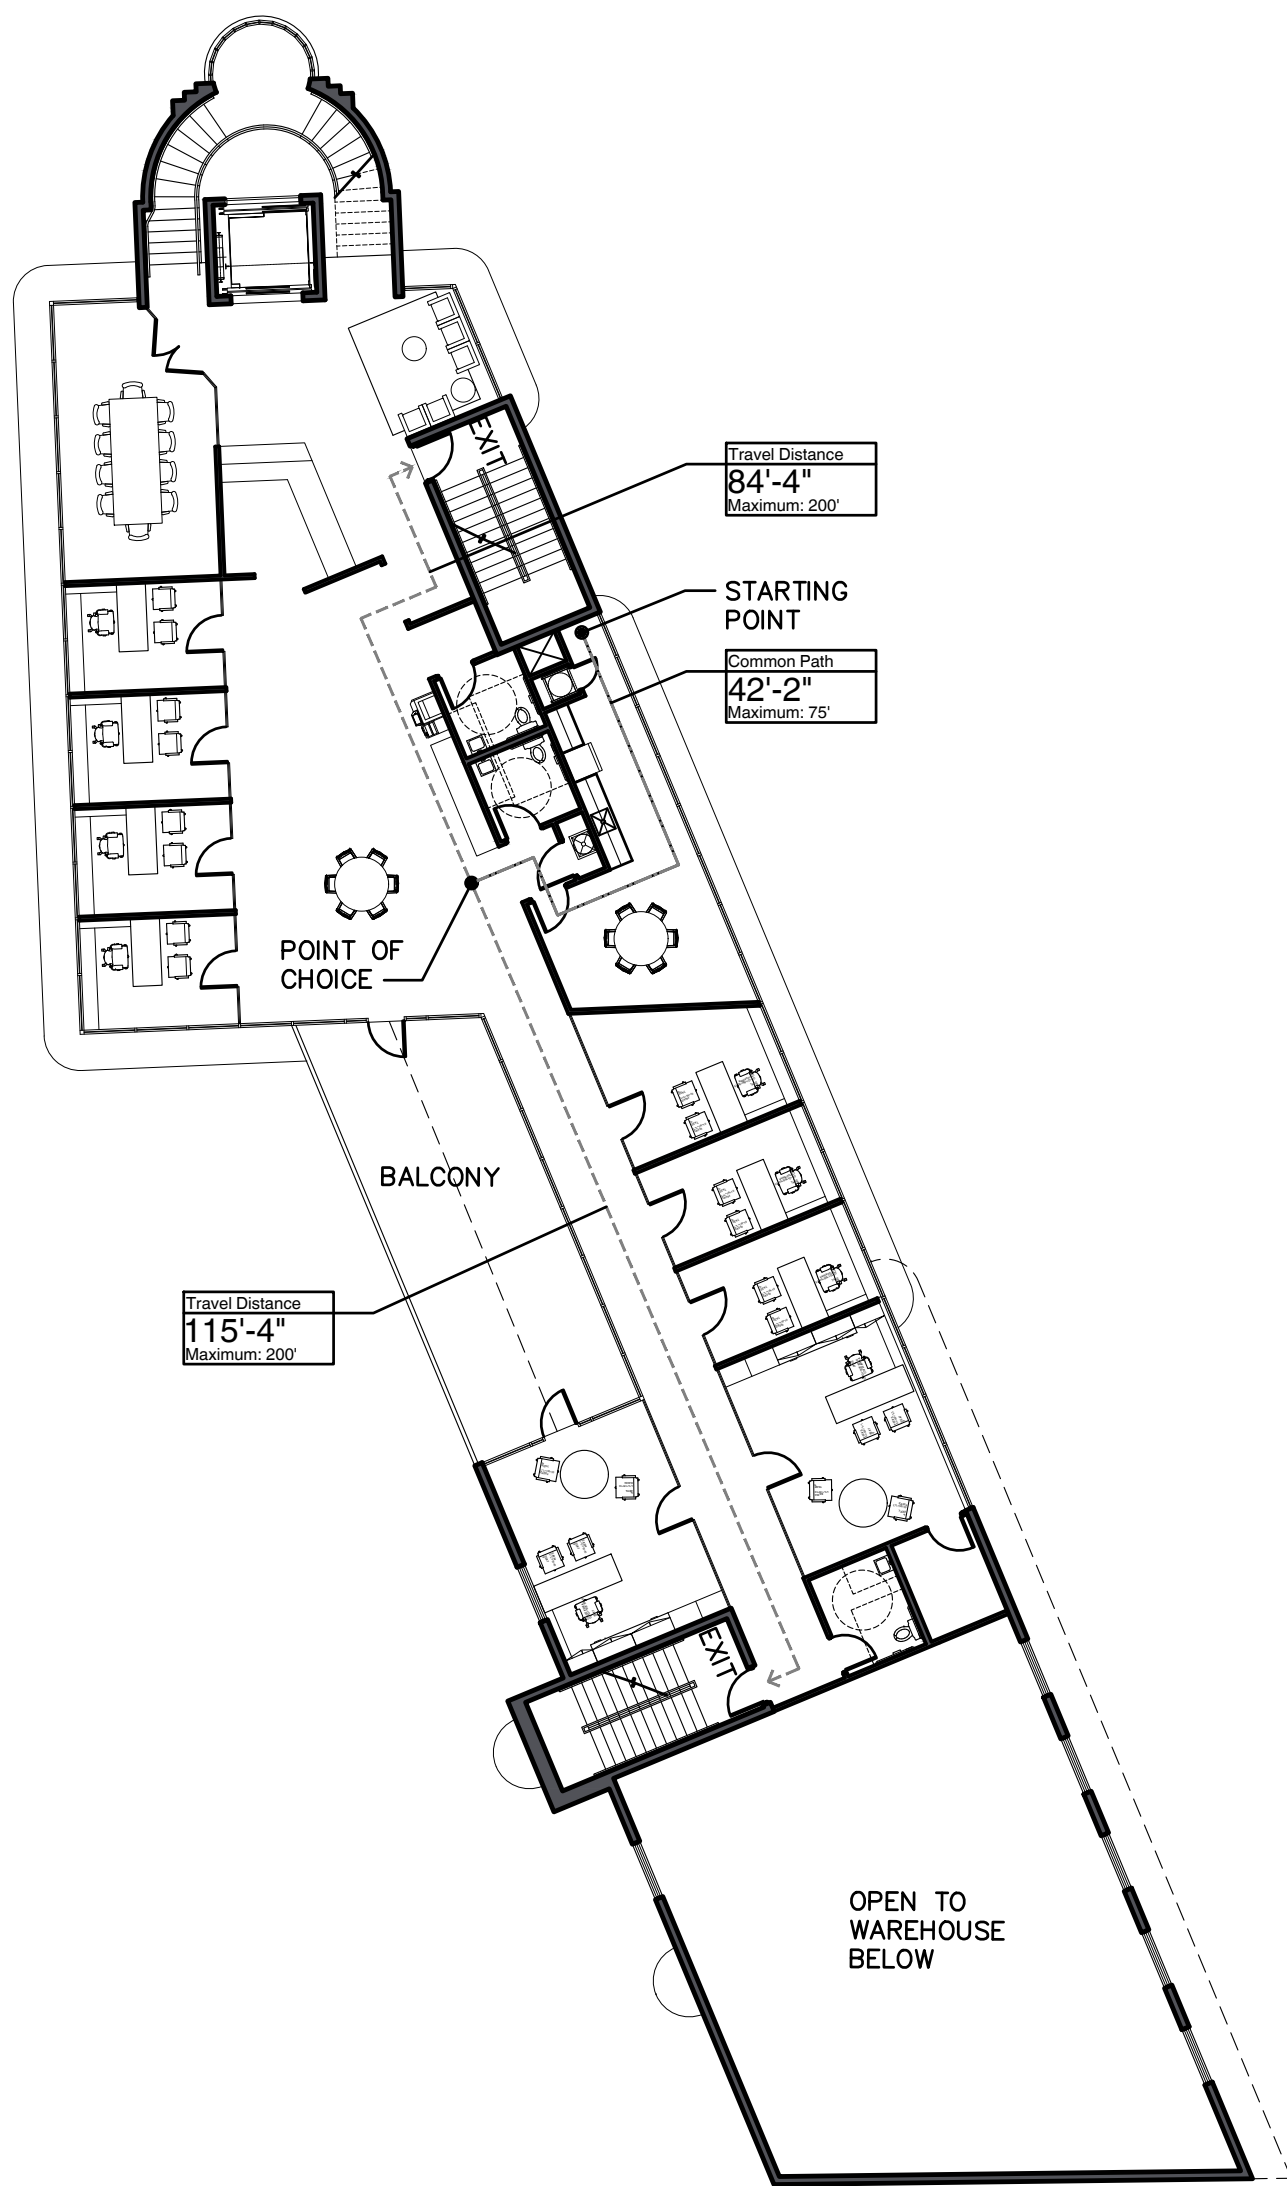 EXIT
Travel Distance
84'-4"
Maximum: 200'
STARTING
POINT
Common Path
42'-2"
Maximum: 75'
POINT OF
CHOICE
BALCONY
Travel Distance
115'-4"
Maximum: 200'
EXIT
OPEN TO
WAREHOUSE
BELOW